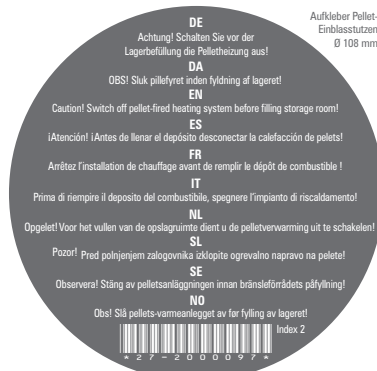 Aufkleber Pellet-
Einblasstutzen
Ø 108 mm
DE
Achtung! Schalten Sie vor der
Lagerbefüllung die Pelletheizung aus!
DA
OBS! Sluk pillefyret inden fyldning af lageret!
EN
Caution! Switch off pellet-fired heating system before filling storage room!
ES
¡Atención! ¡Antes de llenar el depósito desconectar la calefacción de pelets!
FR
Arrêtez l'installation de chauffage avant de remplir le dépôt de combustible !
IT
Prima di riempire il deposito del combustibile, spegnere l'impianto di riscaldamento!
NL
Opgelet! Voor het vullen van de opslagruimte dient u de pelletverwarming uit te schakelen!
SL
Pozor! Pred polnjenjem zalogovnika izklopite ogrevalno napravo na pelete!
SE
Observera! Stäng av pelletsanläggningen innan bränsleförrådets påfyllning!
NO
Obs! Slå pellets-varmeanlegget av før fylling av lageret!
Index 2
*27-2000097*